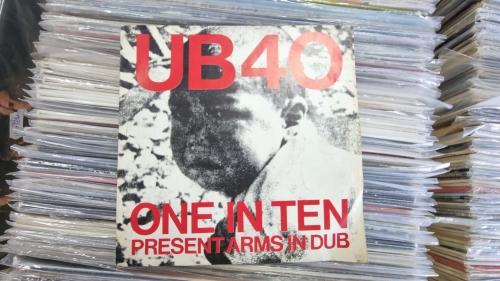 UB40
ONE IN TEN
PRESENT ARMS IN DUB